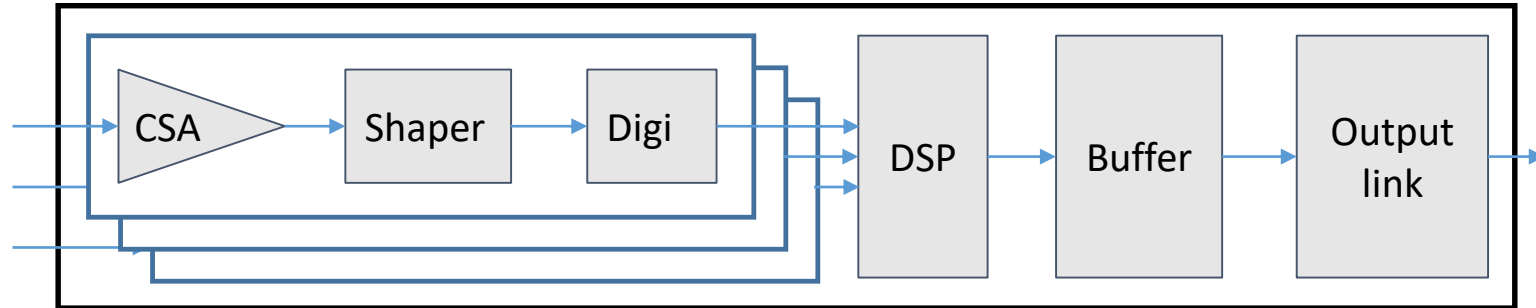 CSA
Shaper
Digi
DSP
Buffer
Output
link